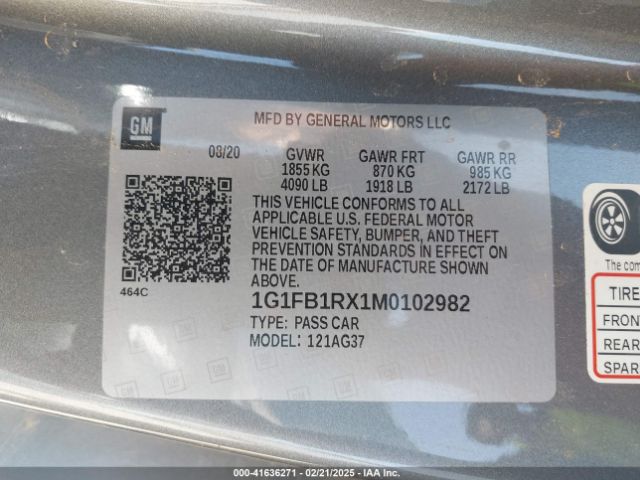 GM
MFD BY GENERAL MOTORS LLC
08/20 GVWR GAWR FRT GAWR RR
1855 KG 870 KG 985 KG
4090 LB 1918 LB 2172 LB
THIS VEHICLE CONFORMS TO ALL
APPLICABLE U.S. FEDERAL MOTOR
VEHICLE SAFETY, BUMPER, AND THEFT
PREVENTION STANDARDS IN EFFECT ON
THE DATE OF MANUFACTURE SHOWN
ABOVE.
464C
1G1FB1RX1M0102982
TYPE: PASS CAR
MODEL: 121AG37
The com
TIRE
FRON
REAR
SPAR
000-41636271 - 02/21/2025 - IAA Inc.